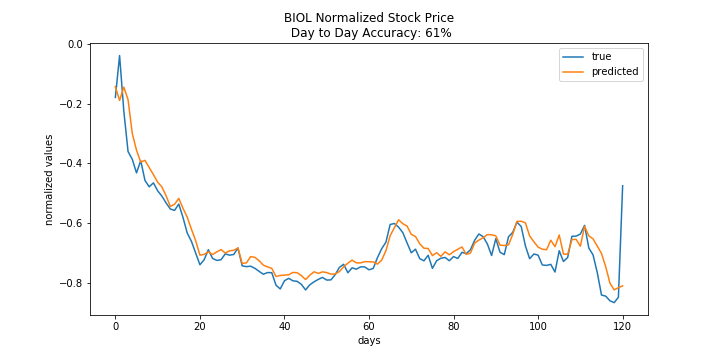 BIOL Normalized Stock Price
Day to Day Accuracy: 61%
true
predicted
0.0
−0.2
−0.4
−0.6
−0.8
normalized values
0
20
40
60
80
100
120
days